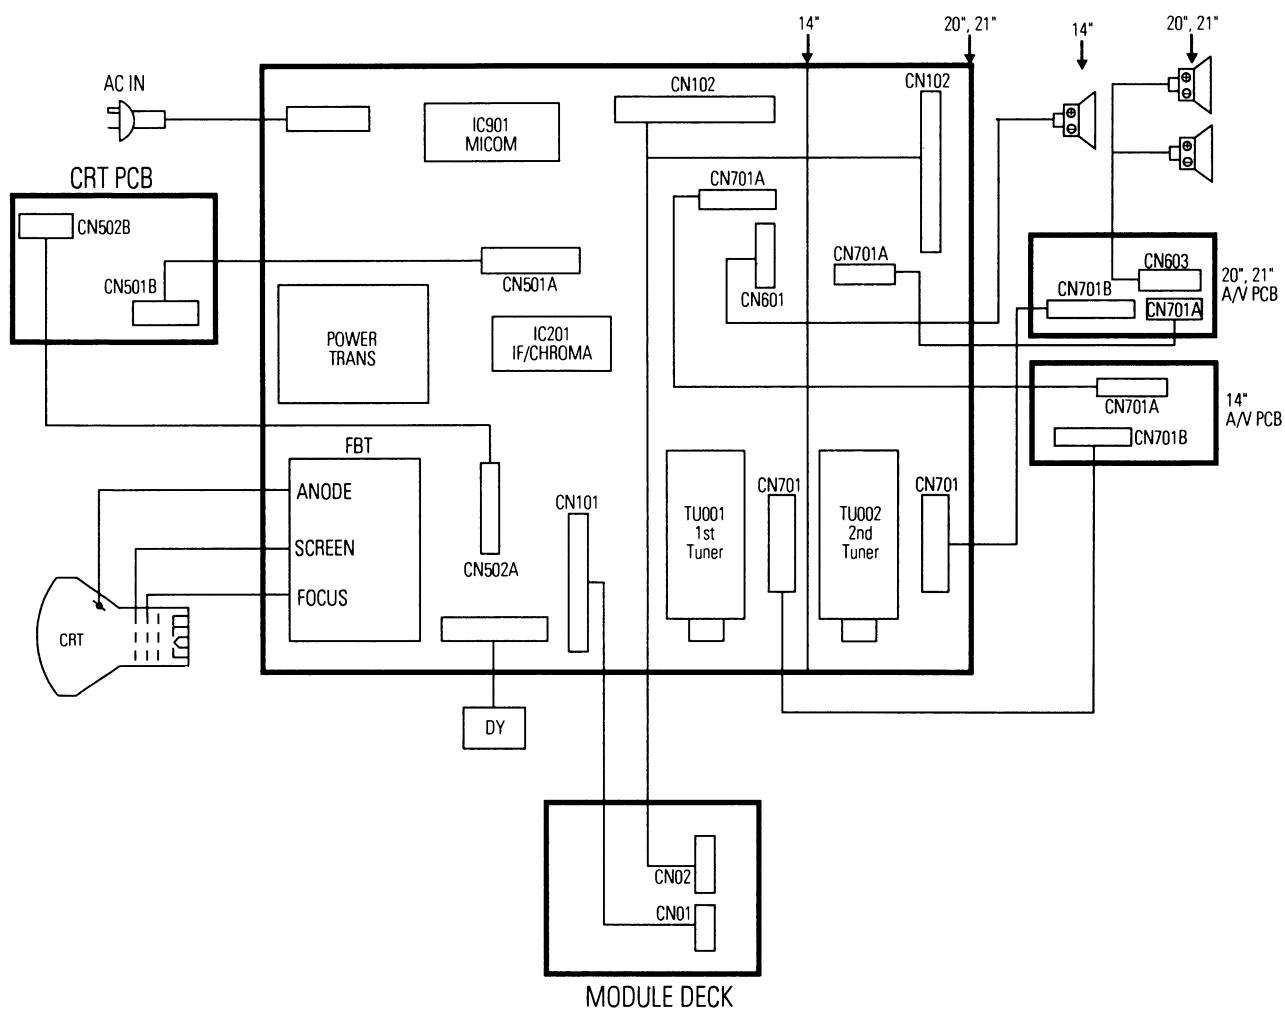 14"
20", 21"
14"
20", 21"
AC IN
CN102
CN102
IC901
MICOM
CRT PCB
CN701A
CN502B
CN701A
CN603
20", 21"
A/V PCB
CN501B
CN501A
CN601
CN701B
CN701A
POWER
TRANS
IC201
IF/CHROMA
CN701A
14"
A/V PCB
CN701B
FBT
ANODE
CN101
CN701
CN701
TU001
1st
Tuner
TU002
2nd
Tuner
SCREEN
CN502A
FOCUS
CRT
DY
CN02
CN01
MODULE DECK